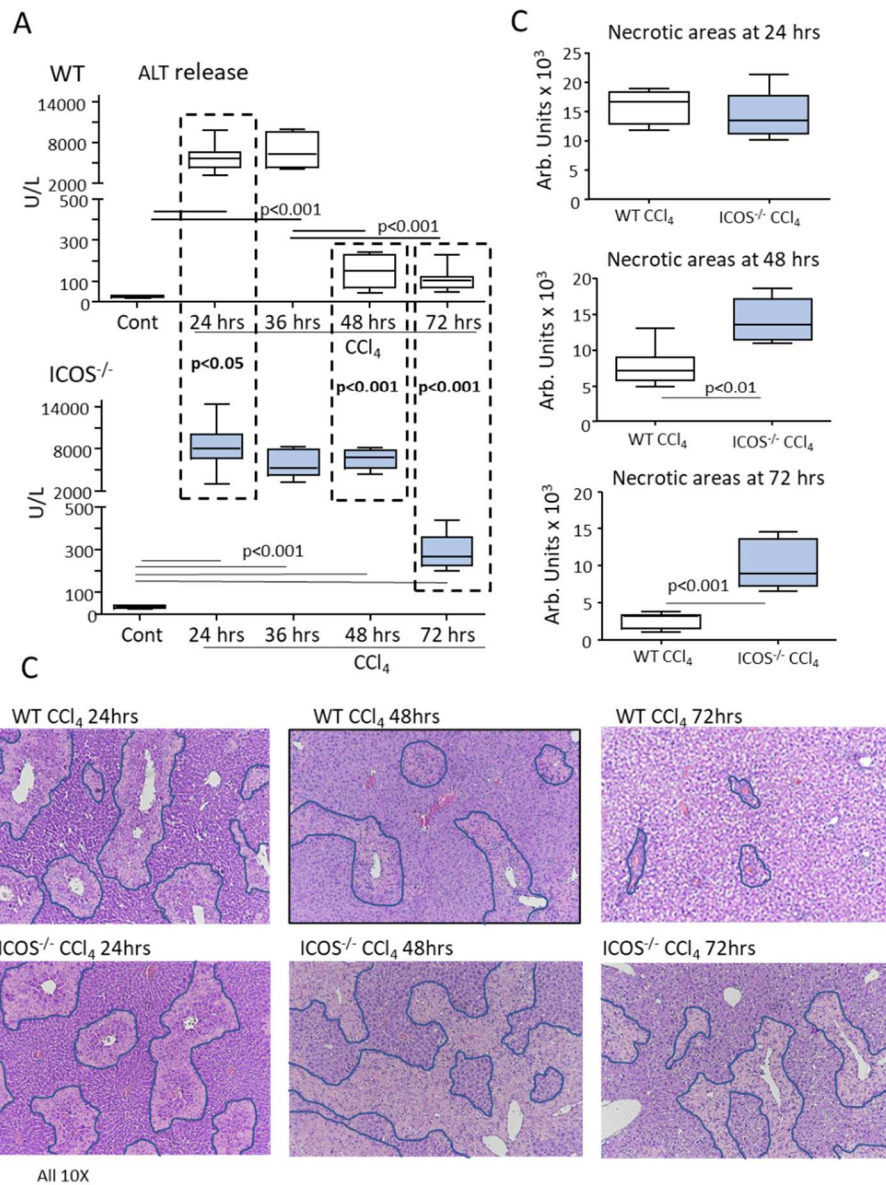 A
WT
ALT release
14000
8000
2000
500
300
100
0
U/L
p<0.001
p<0.001
Cont 24 hrs 36 hrs 48 hrs 72 hrs
CCl₄
ICOS⁻/⁻
p<0.05
p<0.001
p<0.001
14000
8000
2000
500
300
100
0
U/L
p<0.001
Cont 24 hrs 36 hrs 48 hrs 72 hrs
CCl₄
C
Necrotic areas at 24 hrs
Arb. Units x 10³
25
20
15
10
5
0
WT CCl₄ ICOS⁻/⁻ CCl₄
Necrotic areas at 48 hrs
Arb. Units x 10³
20
15
10
5
0
p<0.01
WT CCl₄ ICOS⁻/⁻ CCl₄
Necrotic areas at 72 hrs
Arb. Units x 10³
20
15
10
5
0
p<0.001
WT CCl₄ ICOS⁻/⁻ CCl₄
C
WT CCl₄ 24hrs WT CCl₄ 48hrs WT CCl₄ 72hrs
ICOS⁻/⁻ CCl₄ 24hrs ICOS⁻/⁻ CCl₄ 48hrs ICOS⁻/⁻ CCl₄ 72hrs
All 10X